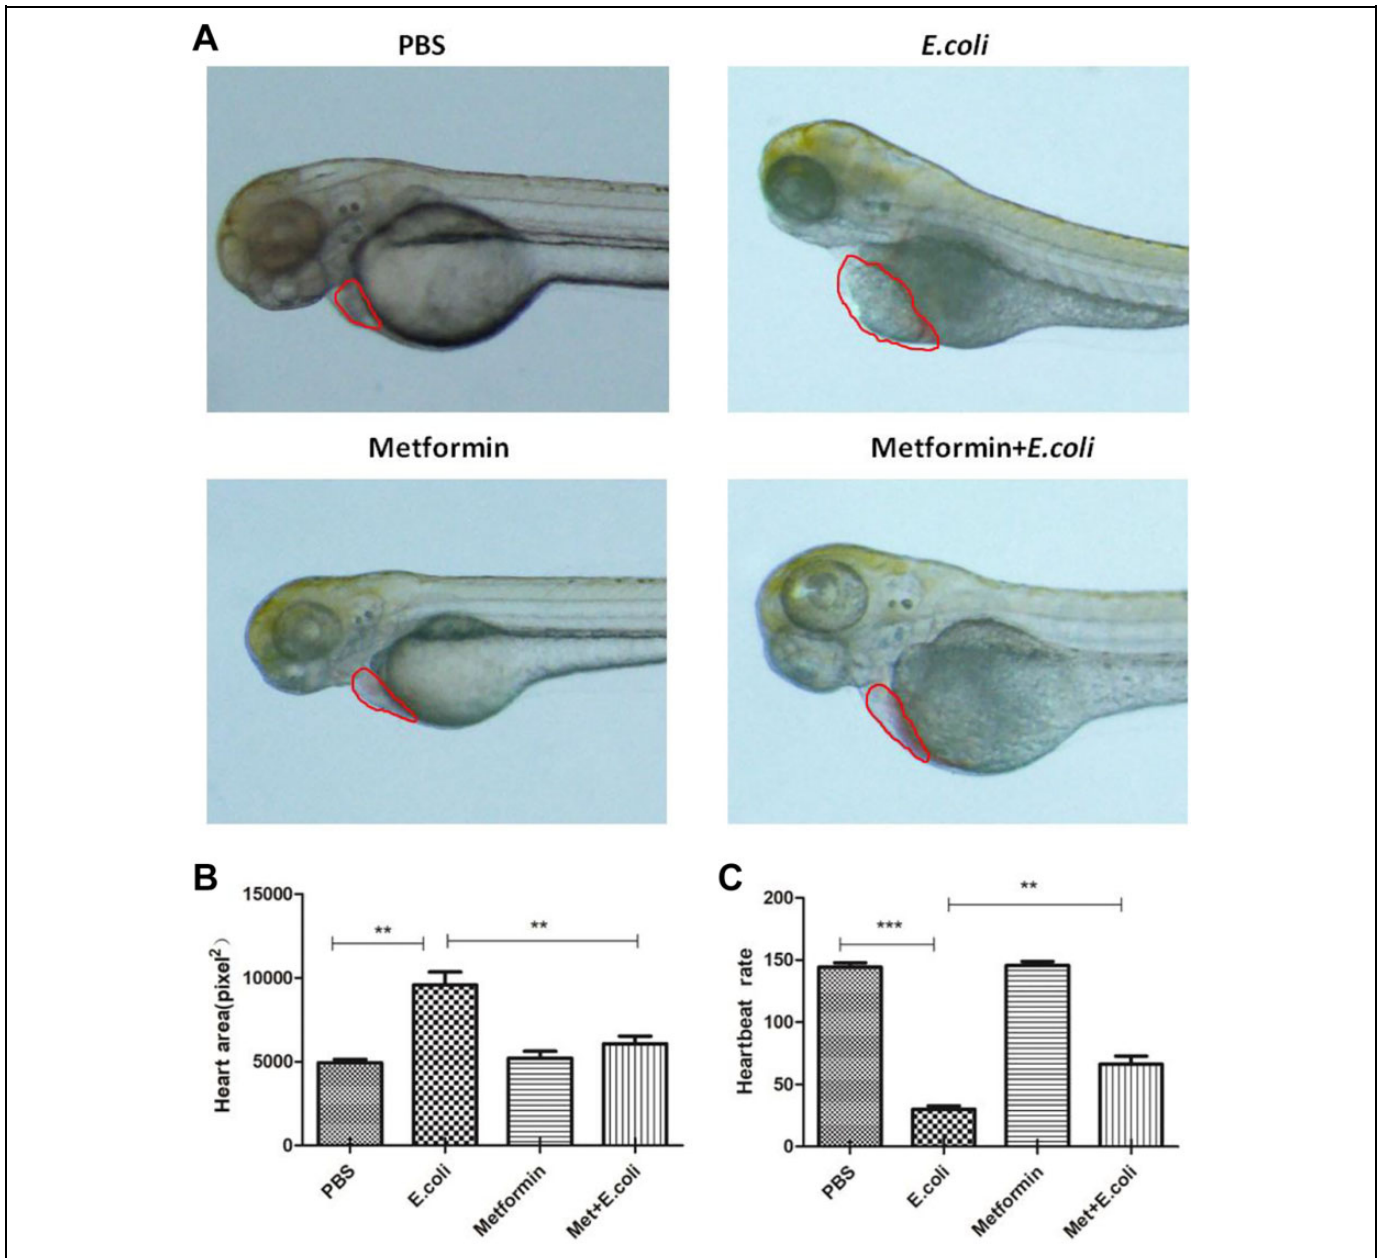 A
PBS
E.coli
Metformin
Metformin+E.coli
B
Heart area(pixel²)
15000
10000
5000
0
**
**
PBS
E.coli
Metformin
Met+E.coli
C
Heartbeat rate
200
150
100
50
0
***
**
PBS
E.coli
Metformin
Met+E.coli